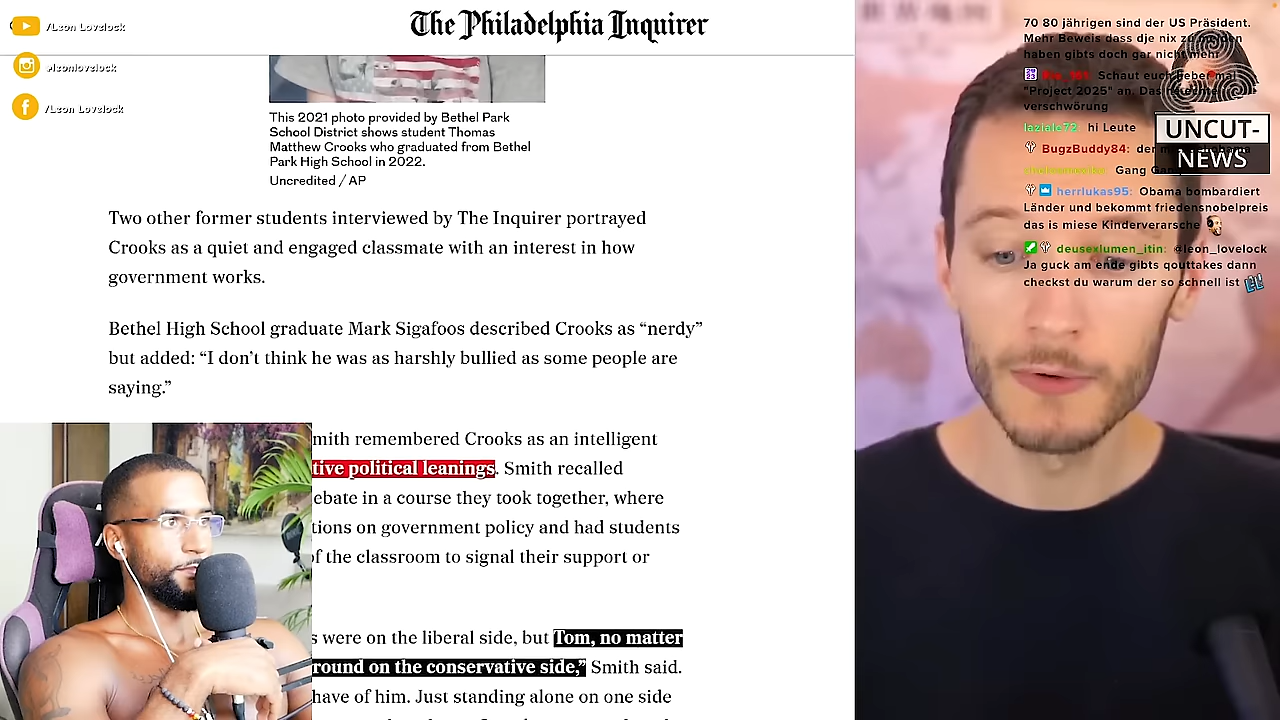 /Leon Lovelock
/leonlovelock
/Leon Lovelock
The Philadelphia Inquirer
This 2021 photo provided by Bethel Park
School District shows student Thomas
Matthew Crooks who graduated from Bethel
Park High School in 2022.
Uncredited / AP
Two other former students interviewed by The Inquirer portrayed
Crooks as a quiet and engaged classmate with an interest in how
government works.
Bethel High School graduate Mark Sigafoos described Crooks as “nerdy”
but added: “I don’t think he was as harshly bullied as some people are
saying.”
mith remembered Crooks as an intelligent
tive political leanings. Smith recalled
ebate in a course they took together, where
tions on government policy and had students
of the classroom to signal their support or
s were on the liberal side, but Tom, no matter
round on the conservative side,” Smith said.
have of him. Just standing alone on one side
70 80 jährigen sind der US Präsident.
Mehr Beweis dass dje nix zu melden
haben gibts doch gar nicht mehr
Schaut euch lieber mal
"Project 2025" an. Das ist echte
verschwörung
laziale72: hi Leute
BugzBuddy84: der
Gang
herrlukas95: Obama bombardiert
Länder und bekommt friedensnobelpreis
das is miese Kinderverarsche
deusexlumen_itin: @leon_lovelock
Ja guck am ende gibts qouttakes dann
checkst du warum der so schnell ist
UNCUT-
NEWS